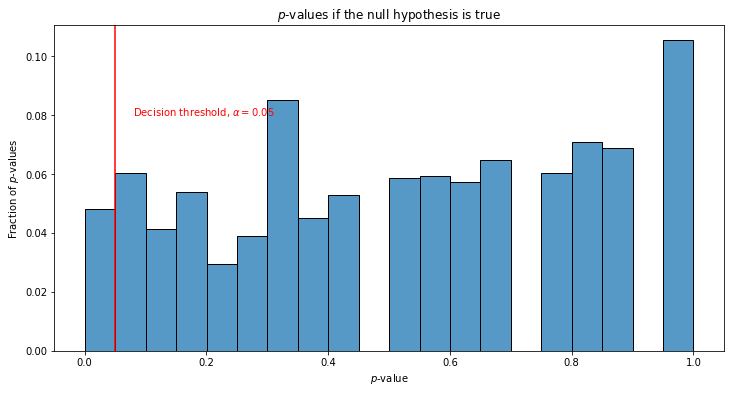 p-values if the null hypothesis is true
0.10
0.08
0.06
0.04
0.02
0.00
Fraction of p-values
Decision threshold, α = 0.05
0.0 0.2 0.4 0.6 0.8 1.0
p-value